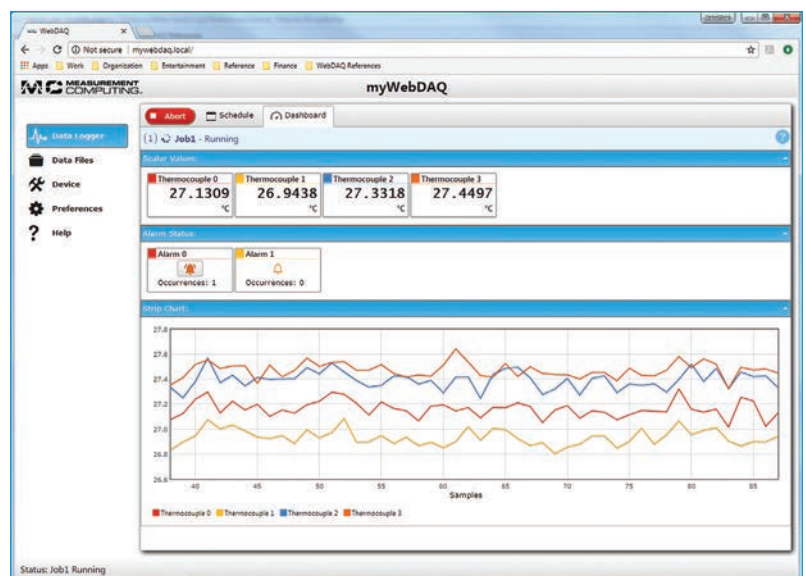 WebDAQ
Not secure | mywebdaq.local/
Apps Work Organization Entertainment Reference Finance WebDAQ References
MEASUREMENT
COMPUTING.
myWebDAQ
Abort Schedule Dashboard
(1) Job1 - Running
Data Logger
Data Files
Device
Preferences
Help
Scalar Values:
Thermocouple 0 Thermocouple 1 Thermocouple 2 Thermocouple 3
27.1309 26.9438 27.3318 27.4497
°C °C °C °C
Alarm Status:
Alarm 0 Alarm 1
Occurrences: 1 Occurrences: 0
Strip Chart:
27.8
27.6
27.4
27.2
27.0
26.8
26.6
40 45 50 55 60 65 70 75 80 85
Samples
Thermocouple 0 Thermocouple 1 Thermocouple 2 Thermocouple 3
Status: Job1 Running